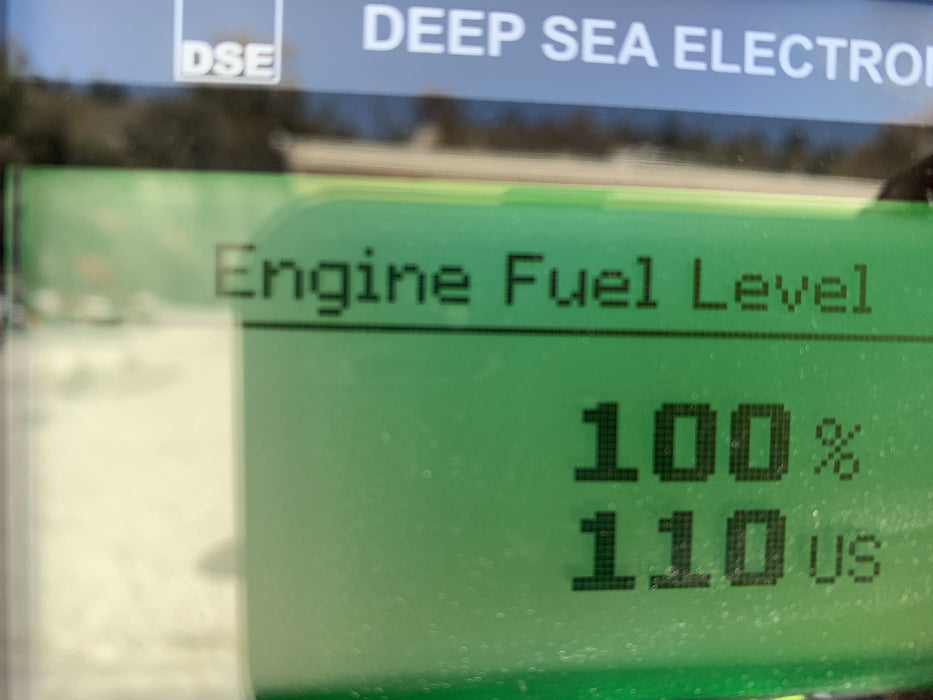 DSE
DEEP SEA ELECTRO
Engine Fuel Level
100 %
110 US